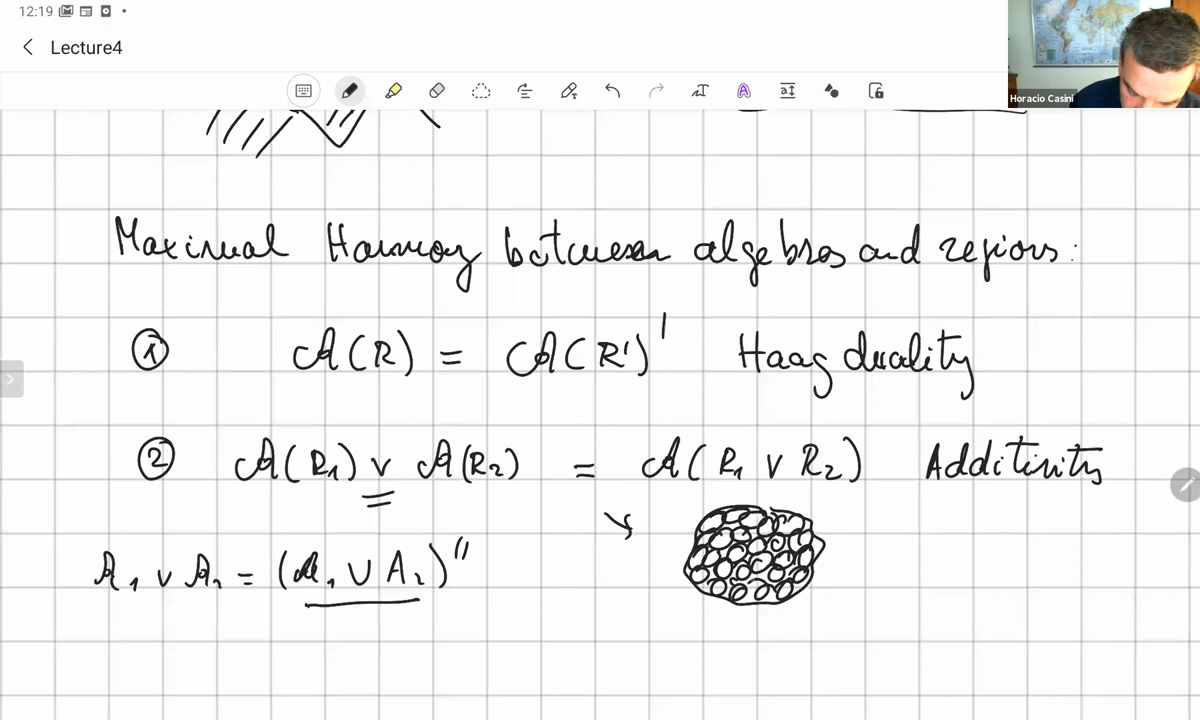 12:19
Lecture4
Horacio Casini
Maximal Harmony between algebras and regions:
① A(R) = A(R')' Haag duality
② A(R₁) ∨ A(R₂) = A(R₁ ∨ R₂) Additivity
A₁ ∨ A₂ = (A₁ ∪ A₂)''